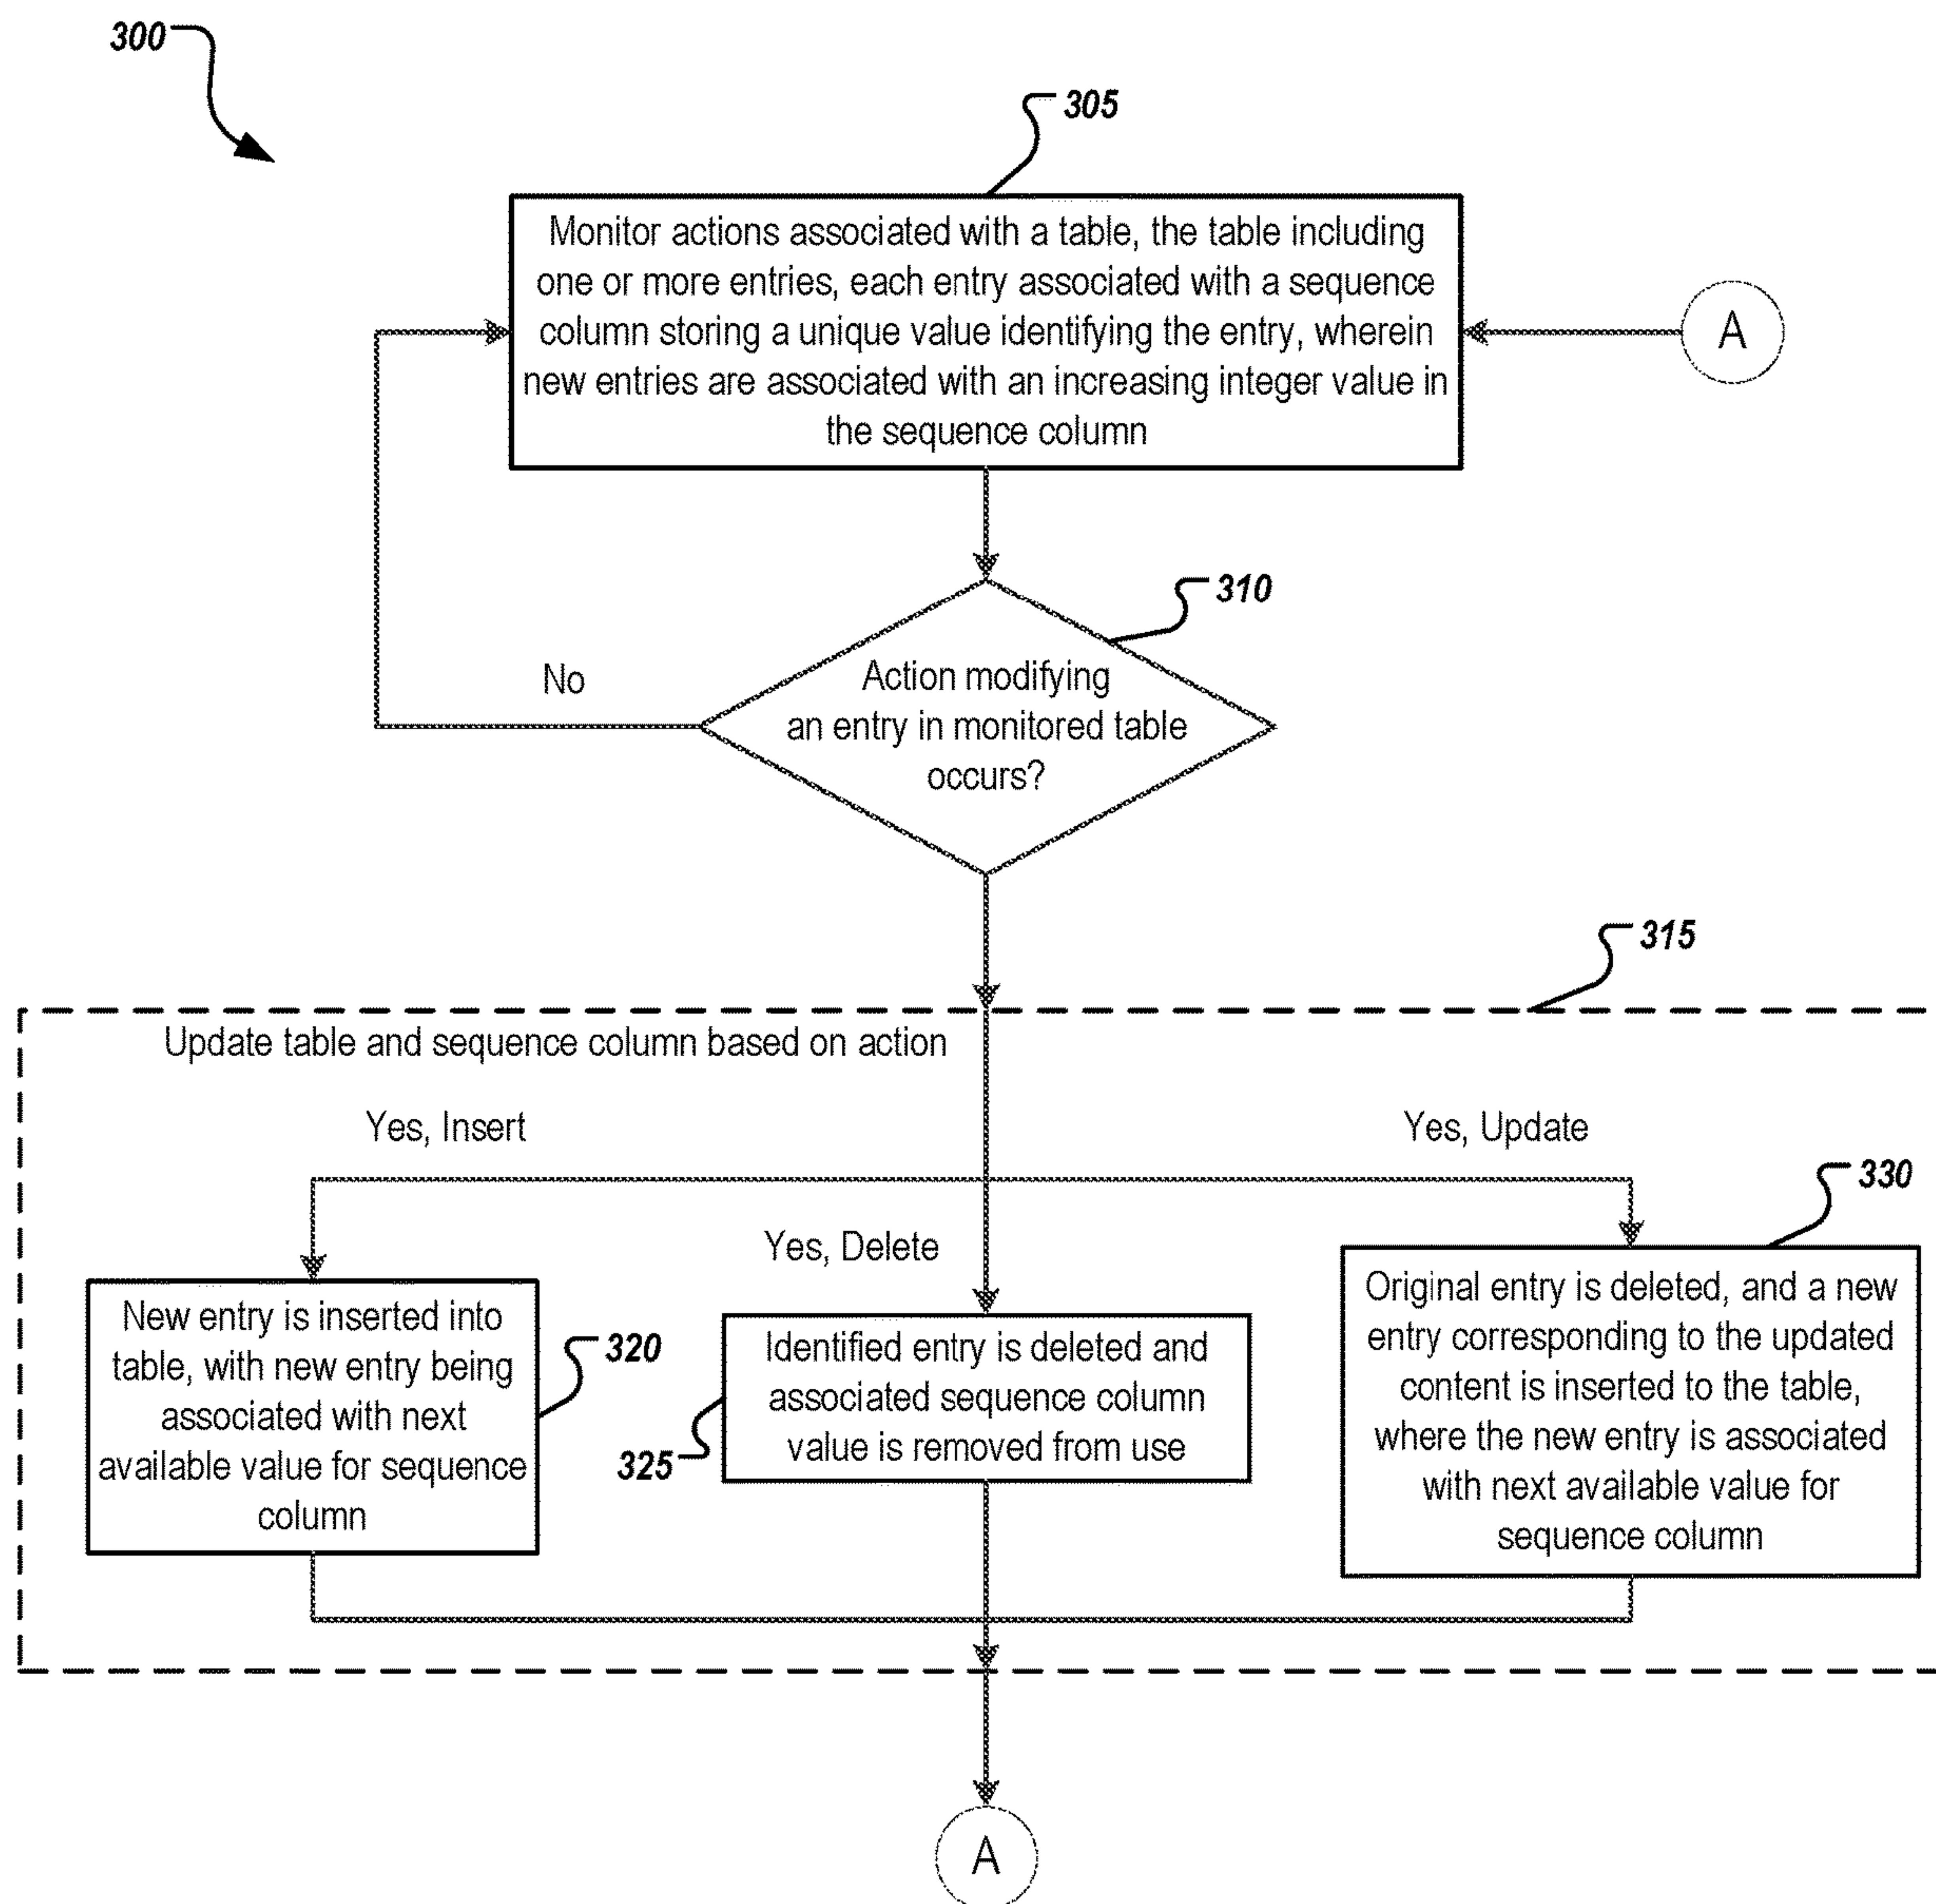 300
305
Monitor actions associated with a table, the table including
one or more entries, each entry associated with a sequence
column storing a unique value identifying the entry, wherein
new entries are associated with an increasing integer value in
the sequence column
A
310
No
Action modifying
an entry in monitored table
occurs?
315
Update table and sequence column based on action
Yes, Insert
Yes, Update
330
Yes, Delete
New entry is inserted into
table, with new entry being
associated with next
available value for sequence
column
320
Identified entry is deleted and
associated sequence column
value is removed from use
325
Original entry is deleted, and a new
entry corresponding to the updated
content is inserted to the table,
where the new entry is associated
with next available value for
sequence column
A